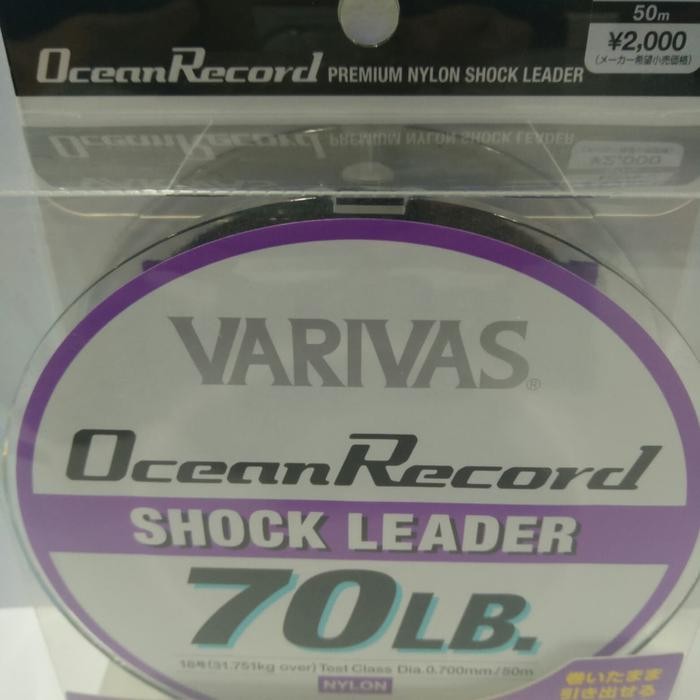 50m
¥2,000
(メーカー希望小売価格)
OceanRecord PREMIUM NYLON SHOCK LEADER
VARIVAS®
OceanRecord
SHOCK LEADER
70LB.
18号(31.751kg over) Test Class Dia.0.700mm/50m
NYLON
巻いたまま
引き出せる